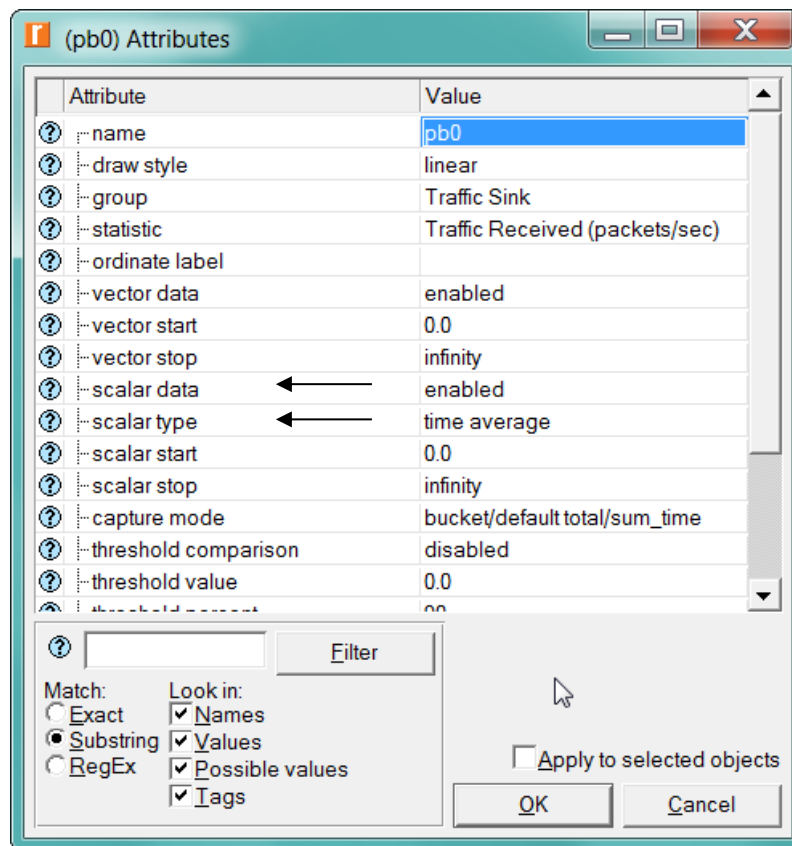 (pb0) Attributes
Attribute Value
name pb0
draw style linear
group Traffic Sink
statistic Traffic Received (packets/sec)
ordinate label
vector data enabled
vector start 0.0
vector stop infinity
scalar data enabled
scalar type time average
scalar start 0.0
scalar stop infinity
capture mode bucket/default total/sum_time
threshold comparison disabled
threshold value 0.0
Filter
Match: Look in:
Exact Names
Substring Values
RegEx Possible values
Tags
Apply to selected objects
OK Cancel